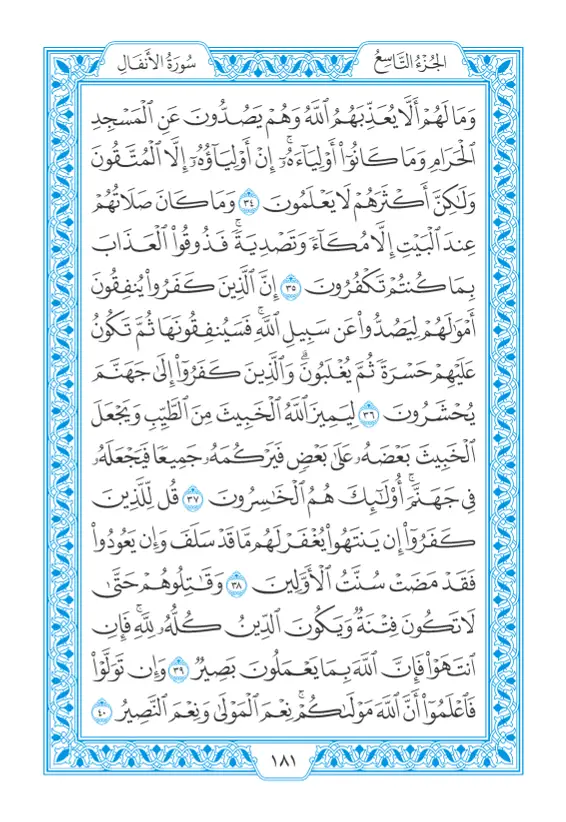 الجُزْءُ التَّاسِعُ
سُورَةُ الأَنفَالِ
وَمَا لَهُمْ أَلَّا يُعَذِّبَهُمُ ٱللَّهُ وَهُمْ يَصُدُّونَ عَنِ ٱلْمَسْجِدِ
ٱلْحَرَامِ وَمَا كَانُوٓا۟ أَوْلِيَآءَهُۥٓ ۚ إِنْ أَوْلِيَآؤُهُۥٓ إِلَّا ٱلْمُتَّقُونَ
وَلَٰكِنَّ أَكْثَرَهُمْ لَا يَعْلَمُونَ ٣٤ وَمَا كَانَ صَلَاتُهُمْ
عِندَ ٱلْبَيْتِ إِلَّا مُكَآءً وَتَصْدِيَةً ۚ فَذُوقُوا۟ ٱلْعَذَابَ
بِمَا كُنتُمْ تَكْفُرُونَ ٣٥ إِنَّ ٱلَّذِينَ كَفَرُوا۟ يُنفِقُونَ
أَمْوَٰلَهُمْ لِيَصُدُّوا۟ عَن سَبِيلِ ٱللَّهِ ۚ فَسَيُنفِقُونَهَا ثُمَّ تَكُونُ
عَلَيْهِمْ حَسْرَةً ثُمَّ يُغْلَبُونَ ۗ وَٱلَّذِينَ كَفَرُوٓا۟ إِلَىٰ جَهَنَّمَ
يُحْشَرُونَ ٣٦ لِيَمِيزَ ٱللَّهُ ٱلْخَبِيثَ مِنَ ٱلطَّيِّبِ وَيَجْعَلَ
ٱلْخَبِيثَ بَعْضَهُۥ عَلَىٰ بَعْضٍ فَيَرْكُمَهُۥ جَمِيعًا فَيَجْعَلَهُۥ
فِى جَهَنَّمَ ۚ أُو۟لَٰٓئِكَ هُمُ ٱلْخَٰسِرُونَ ٣٧ قُل لِّلَّذِينَ
كَفَرُوٓا۟ إِن يَنتَهُوا۟ يُغْفَرْ لَهُم مَّا قَدْ سَلَفَ وَإِن يَعُودُوا۟
فَقَدْ مَضَتْ سُنَّتُ ٱلْأَوَّلِينَ ٣٨ وَقَٰتِلُوهُمْ حَتَّىٰ
لَا تَكُونَ فِتْنَةٌ وَيَكُونَ ٱلدِّينُ كُلُّهُۥ لِلَّهِ ۚ فَإِنِ
ٱنتَهَوْا۟ فَإِنَّ ٱللَّهَ بِمَا يَعْمَلُونَ بَصِيرٌ ٣٩ وَإِن تَوَلَّوْا۟
فَٱعْلَمُوٓا۟ أَنَّ ٱللَّهَ مَوْلَىٰكُمْ ۚ نِعْمَ ٱلْمَوْلَىٰ وَنِعْمَ ٱلنَّصِيرُ ٤٠
١٨١